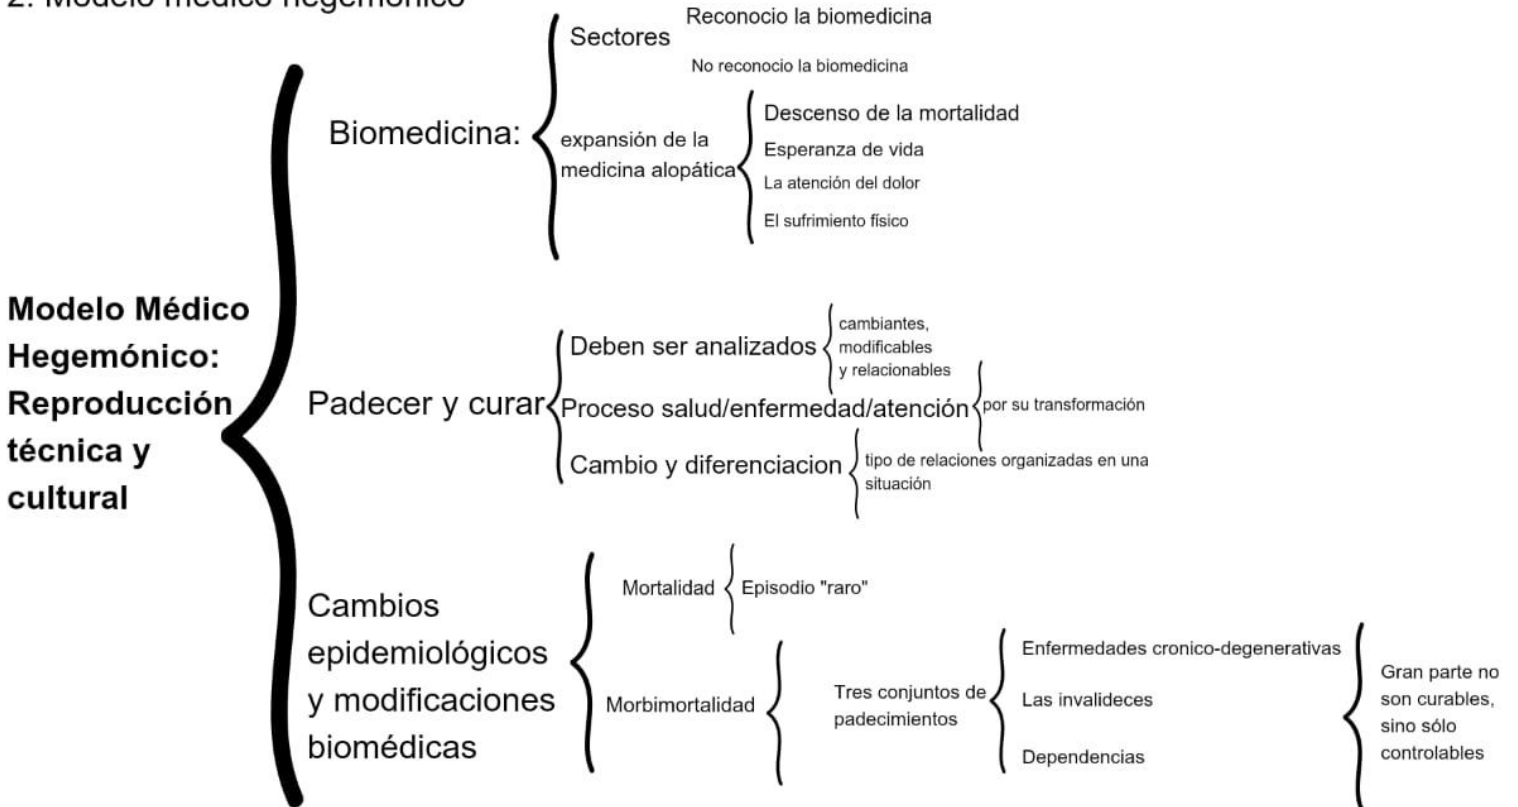 2. Modelo médico hegemónico
Modelo Médico
Hegemónico:
Reproducción
técnica y
cultural
Biomedicina:
Sectores
Reconocio la biomedicina
No reconocio la biomedicina
expansión de la
medicina alopática
Descenso de la mortalidad
Esperanza de vida
La atención del dolor
El sufrimiento físico
Padecer y curar
Deben ser analizados
cambiantes,
modificables
y relacionables
Proceso salud/enfermedad/atención
por su transformación
Cambio y diferenciacion
tipo de relaciones organizadas en una
situación
Cambios
epidemiológicos
y modificaciones
biomédicas
Mortalidad
Episodio "raro"
Morbimortalidad
Tres conjuntos de
padecimientos
Enfermedades cronico-degenerativas
Las invalideces
Dependencias
Gran parte no
son curables,
sino sólo
controlables